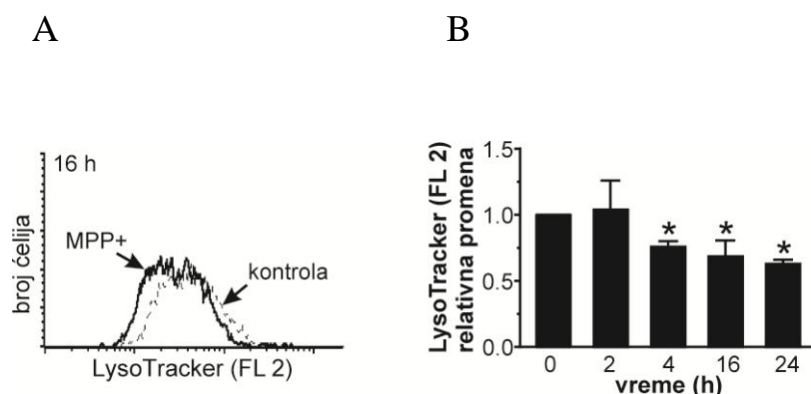 A
B
16 h
MPP+
kontrola
broj ćelija
LysoTracker (FL 2)
LysoTracker (FL 2)
relativna promena
1.5
1.0
0.5
0.0
* * *
0 2 4 16 24
vreme (h)